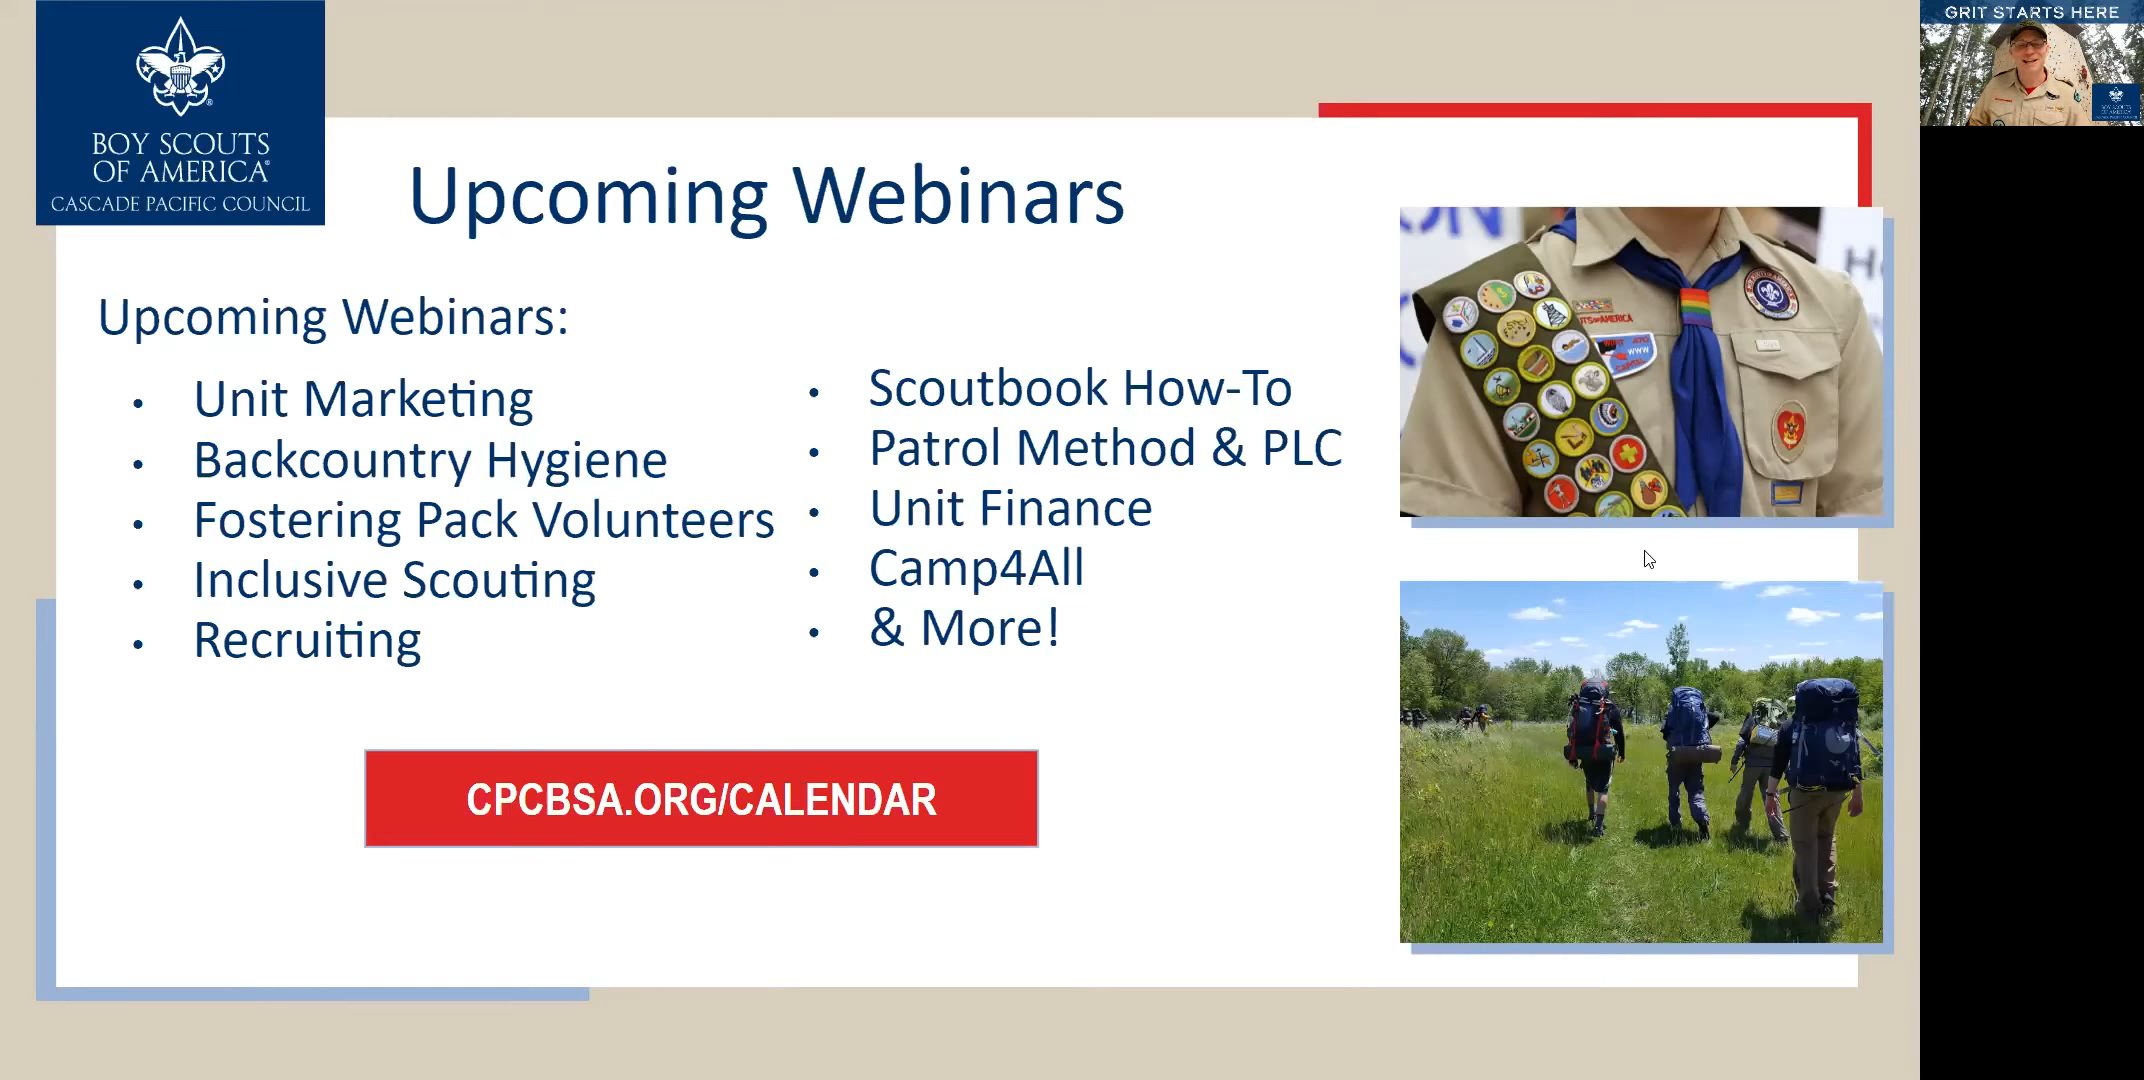 BOY SCOUTS
OF AMERICA®
CASCADE PACIFIC COUNCIL
Upcoming Webinars
Upcoming Webinars:
• Unit Marketing
• Backcountry Hygiene
• Fostering Pack Volunteers
• Inclusive Scouting
• Recruiting
• Scoutbook How-To
• Patrol Method & PLC
• Unit Finance
• Camp4All
• & More!
CPCBSA.ORG/CALENDAR
GRIT STARTS HERE